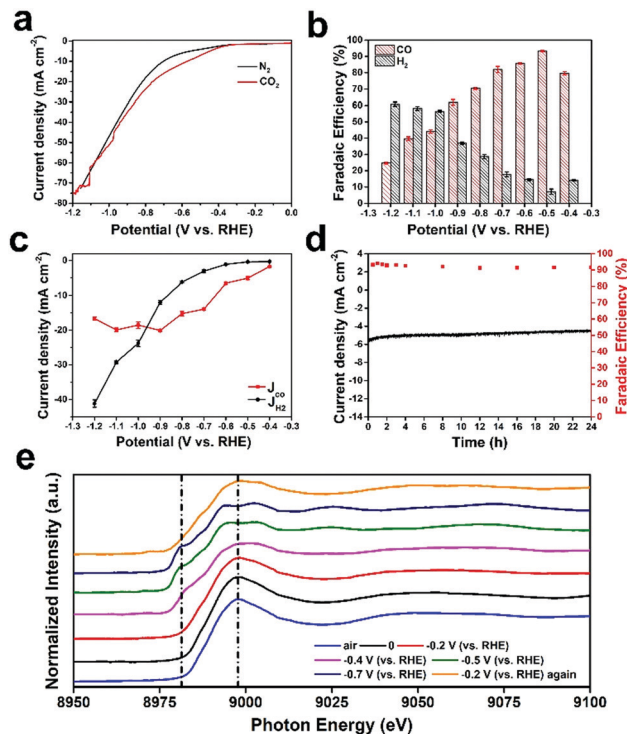 a
Current density (mA cm-2)
0
-10
-20
-30
-40
-50
-60
-70
-80
N2
CO2
-1.2 -1.0 -0.8 -0.6 -0.4 -0.2 0.0
Potential (V vs. RHE)
b
Faradaic Efficiency (%)
100
90
80
70
60
50
40
30
20
10
0
CO
H2
-1.3 -1.2 -1.1 -1.0 -0.9 -0.8 -0.7 -0.6 -0.5 -0.4 -0.3
Potential (V vs. RHE)
c
Current density (mA cm-2)
0
-10
-20
-30
-40
Jco
JH2
-1.2 -1.1 -1.0 -0.9 -0.8 -0.7 -0.6 -0.5 -0.4 -0.3
Potential (V vs. RHE)
d
Current density (mA cm-2)
4
2
0
-2
-4
-6
-8
-10
-12
-14
Faradaic Efficiency (%)
100
90
80
70
60
50
40
30
20
10
0
0 2 4 6 8 10 12 14 16 18 20 22 24
Time (h)
e
Normalized Intensity (a.u.)
air 0 -0.2 V (vs. RHE)
-0.4 V (vs. RHE) -0.5 V (vs. RHE)
-0.7 V (vs. RHE) -0.2 V (vs. RHE) again
8950 8975 9000 9025 9050 9075 9100
Photon Energy (eV)